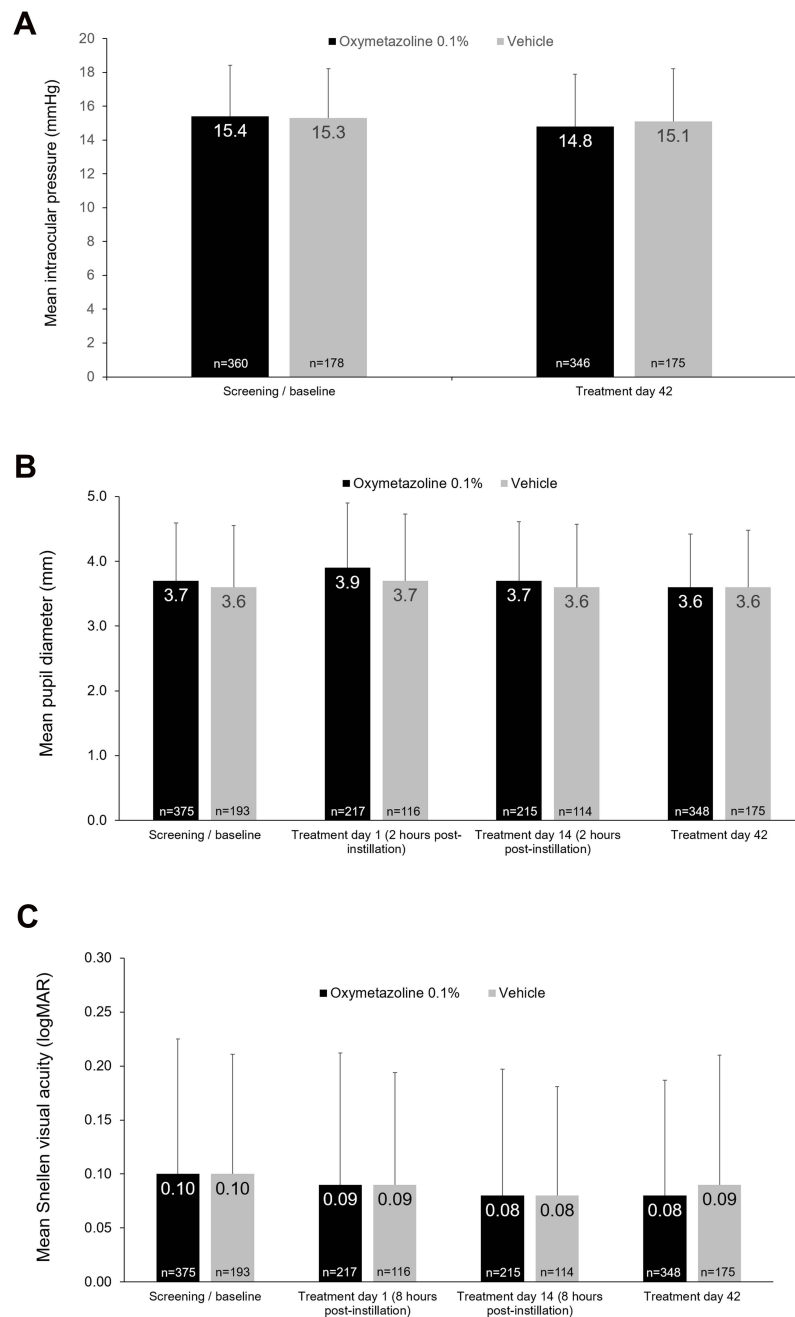 A
Oxymetazoline 0.1% Vehicle
Mean intraocular pressure (mmHg)
20
18
16
14
12
10
8
6
4
2
0
15.4 15.3 14.8 15.1
n=360 n=178 n=346 n=175
Screening / baseline Treatment day 42
B
Oxymetazoline 0.1% Vehicle
Mean pupil diameter (mm)
5.0
4.0
3.0
2.0
1.0
0.0
3.7 3.6 3.9 3.7 3.7 3.6 3.6 3.6
n=375 n=193 n=217 n=116 n=215 n=114 n=348 n=175
Screening / baseline Treatment day 1 (2 hours post- Treatment day 14 (2 hours Treatment day 42
instillation) post-instillation)
C
Oxymetazoline 0.1% Vehicle
Mean Snellen visual acuity (logMAR)
0.30
0.25
0.20
0.15
0.10
0.05
0.00
0.10 0.10 0.09 0.09 0.08 0.08 0.08 0.09
n=375 n=193 n=217 n=116 n=215 n=114 n=348 n=175
Screening / baseline Treatment day 1 (8 hours Treatment day 14 (8 hours Treatment day 42
post-instillation) post-instillation)